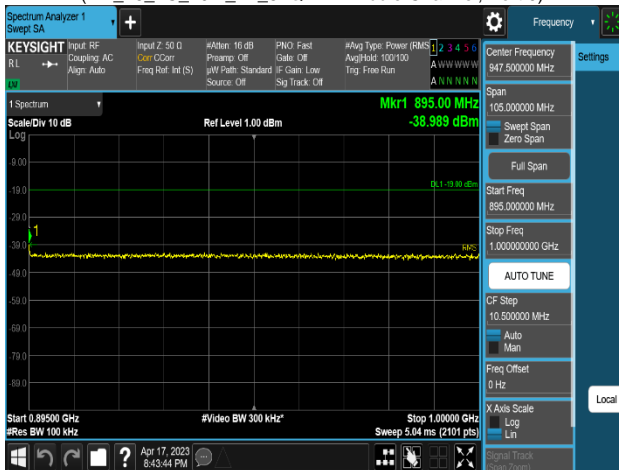 Spectrum Analyzer 1
Swept SA
Frequency
KEYSIGHT
RL
Input: RF
Coupling: AC
Align: Auto
Input Z: 50 Ω
Corr CCorr
Freq Ref: Int (S)
#Atten: 16 dB
Preamp: Off
µW Path: Standard
Source: Off
PNO: Fast
Gate: Off
IF Gain: Low
Sig Track: Off
#Avg Type: Power (RMS
Avg|Hold: 100/100
Trig: Free Run
1 2 3 4 5 6
A W W W W W
A N N N N N
1 Spectrum
Scale/Div 10 dB
Log
Ref Level 1.00 dBm
Mkr1 895.00 MHz
-38.989 dBm
-9.00
-19.0
-29.0
-39.0
-49.0
-59.0
-69.0
-79.0
-89.0
DL1 -19.00 dBm
1
RMS
Start 0.89500 GHz
#Res BW 100 kHz
#Video BW 300 kHz*
Stop 1.00000 GHz
Sweep 5.04 ms (2101 pts)
Center Frequency
947.500000 MHz
Settings
Span
105.000000 MHz
Swept Span
Zero Span
Full Span
Start Freq
895.000000 MHz
Stop Freq
1.000000000 GHz
AUTO TUNE
CF Step
10.500000 MHz
Auto
Man
Freq Offset
0 Hz
X Axis Scale
Log
Lin
Local
Signal Track
(Span Zoom)
?
Apr 17, 2023
8:43:44 PM